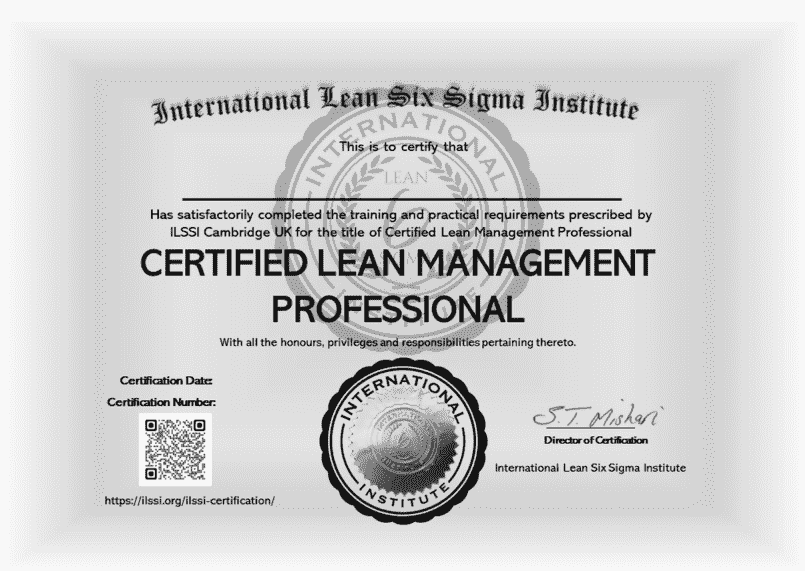 International Lean Six Sigma Institute
This is to certify that
Has satisfactorily completed the training and practical requirements prescribed by
ILSSI Cambridge UK for the title of Certified Lean Management Professional
CERTIFIED LEAN MANAGEMENT
PROFESSIONAL
With all the honours, privileges and responsibilities pertaining thereto.
Certification Date:
Certification Number:
https://ilssi.org/ilssi-certification/
INTERNATIONAL
INSTITUTE
S.T. Mishari
Director of Certification
International Lean Six Sigma Institute
INTERNATIONAL
LEAN
6